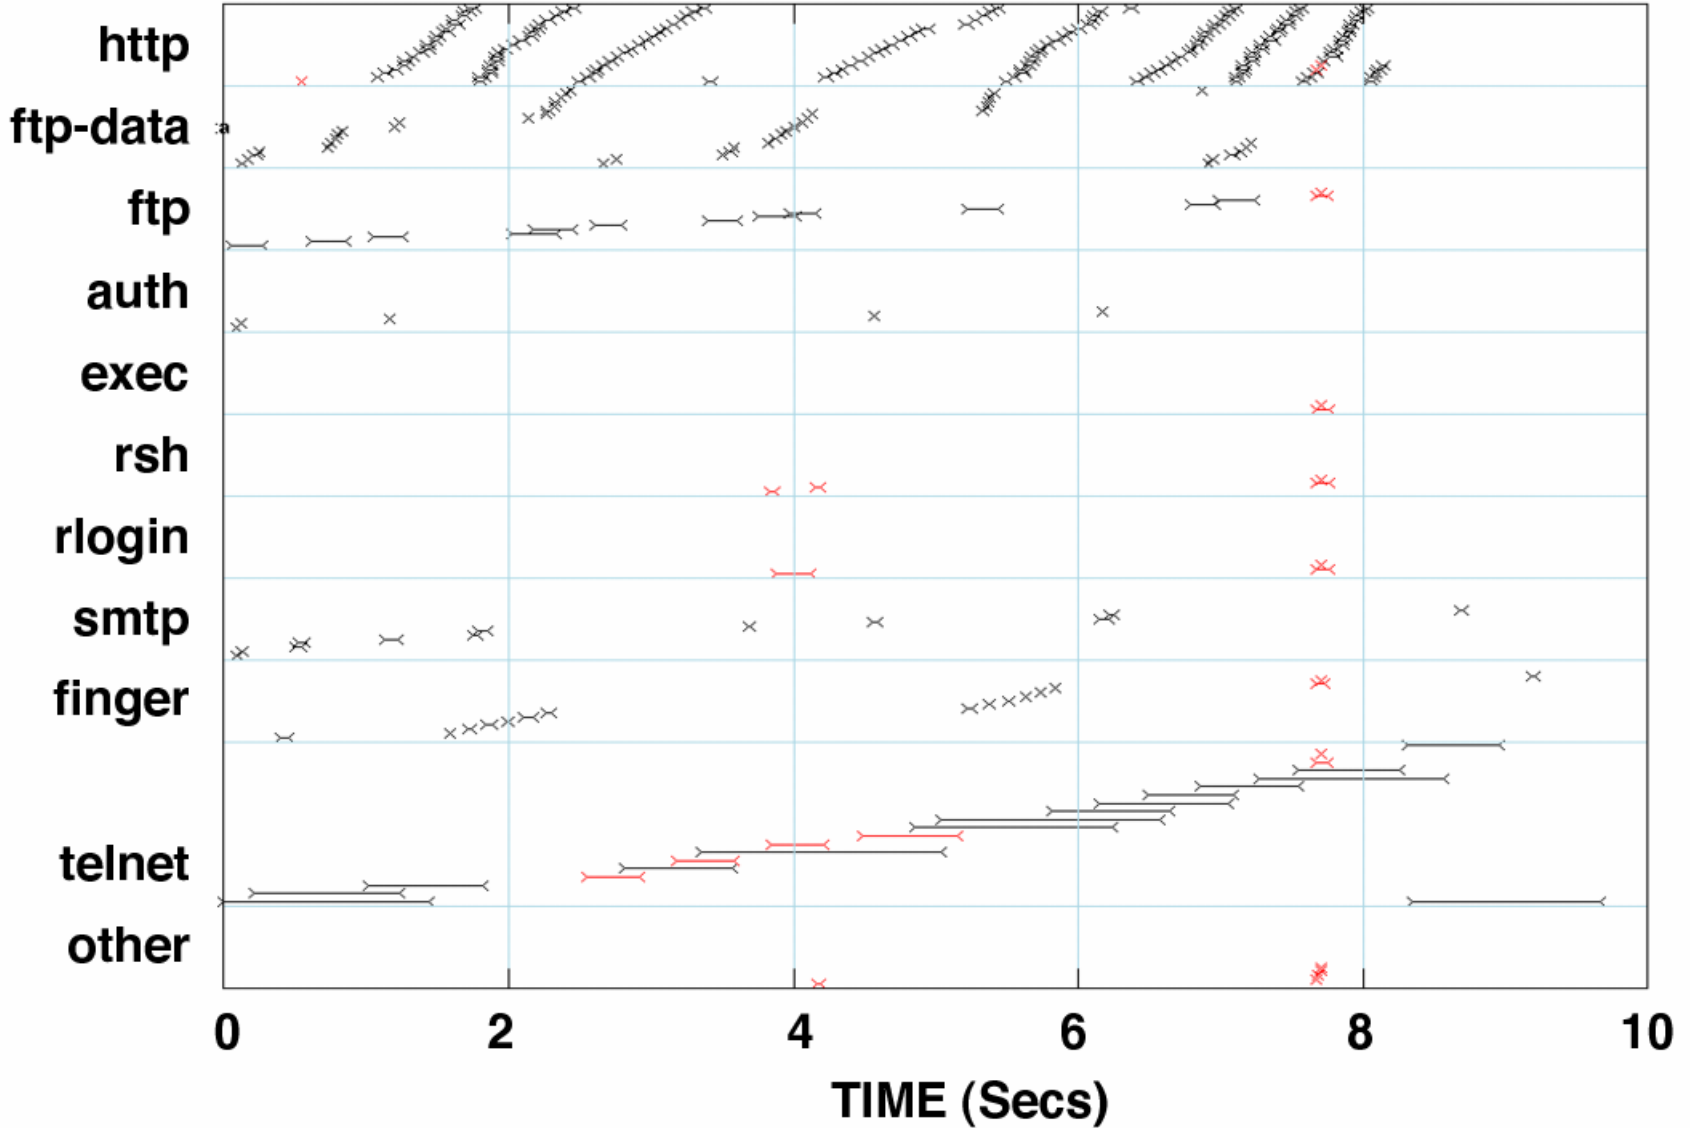 http
ftp-data
:a
ftp
auth
exec
rsh
rlogin
smtp
finger
telnet
other
0 2 4 6 8 10
TIME (Secs)